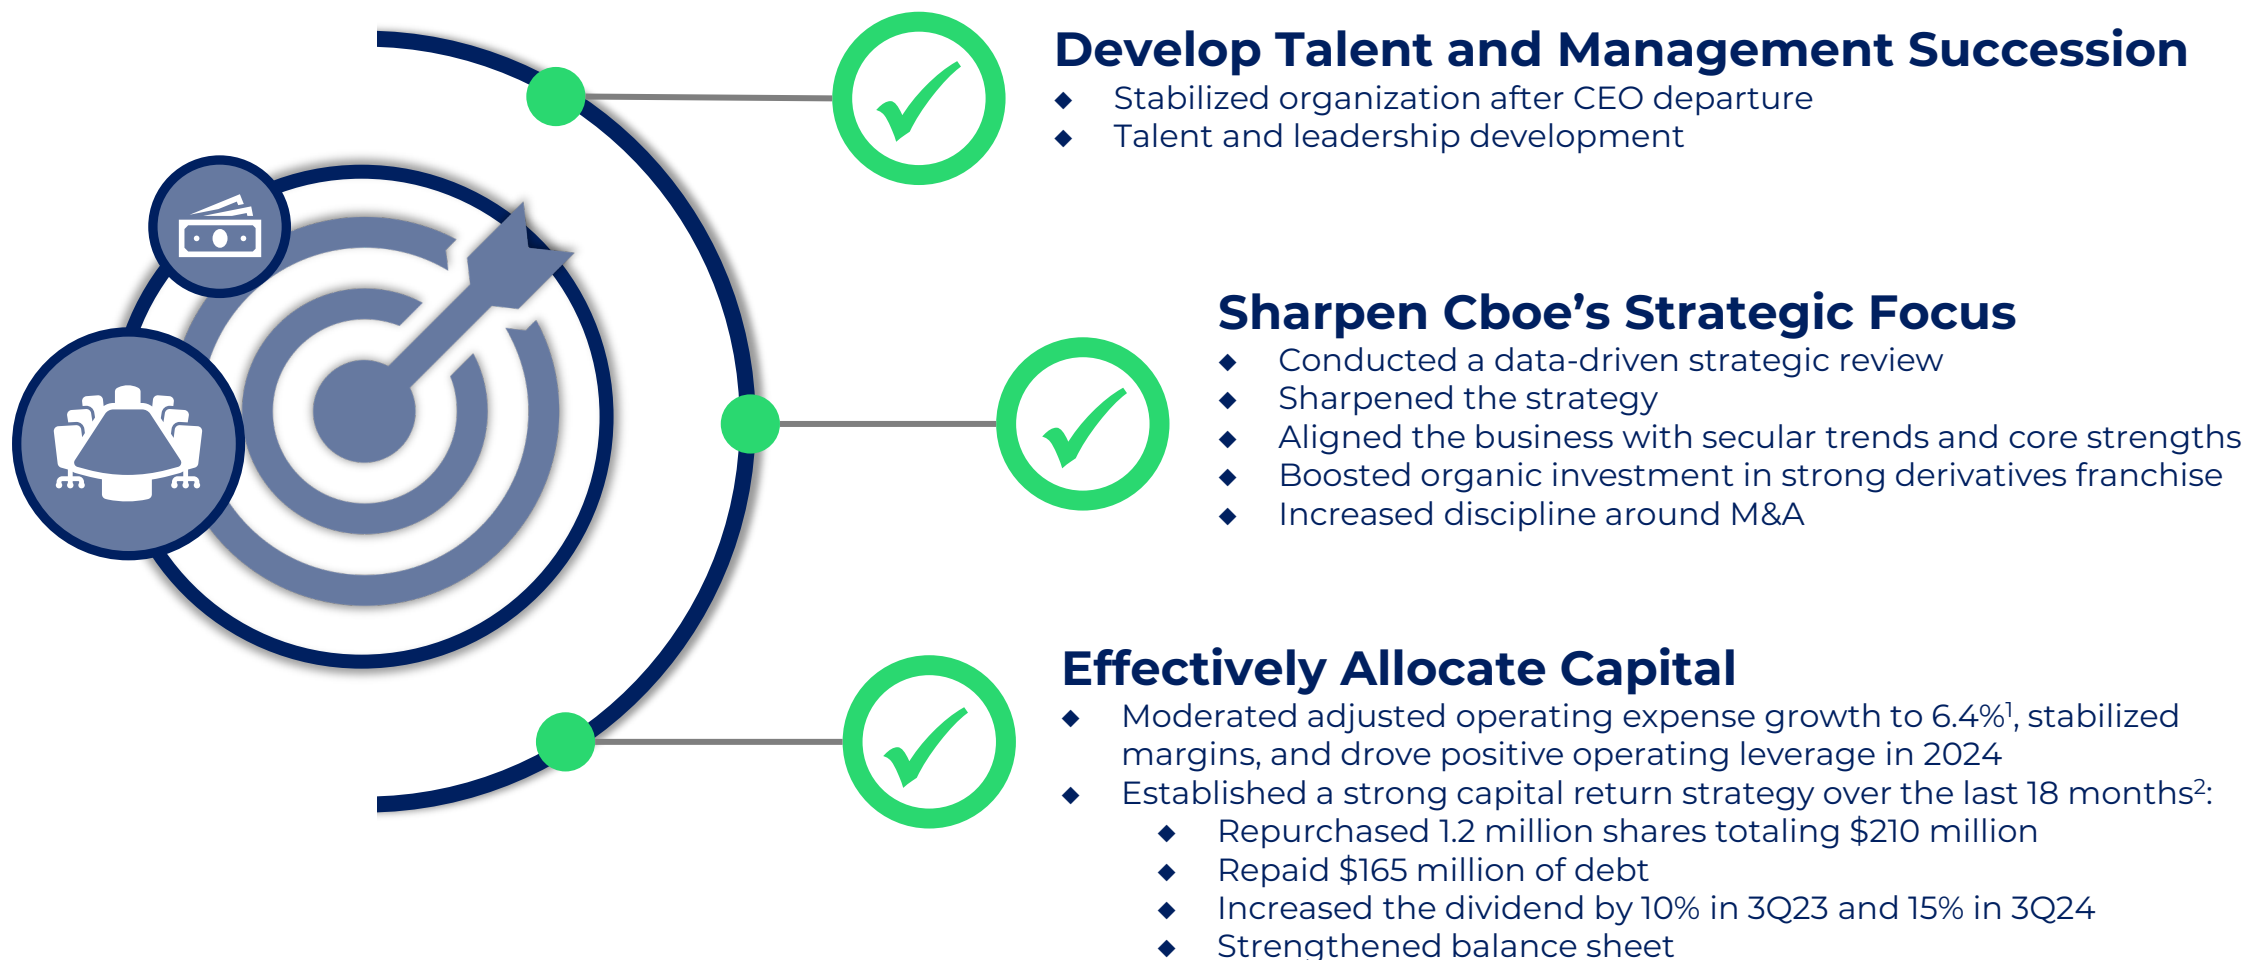 Develop Talent and Management Succession
◆ Stabilized organization after CEO departure
◆ Talent and leadership development
Sharpen Cboe’s Strategic Focus
◆ Conducted a data-driven strategic review
◆ Sharpened the strategy
◆ Aligned the business with secular trends and core strengths
◆ Boosted organic investment in strong derivatives franchise
◆ Increased discipline around M&A
Effectively Allocate Capital
◆ Moderated adjusted operating expense growth to 6.4%¹, stabilized
margins, and drove positive operating leverage in 2024
◆ Established a strong capital return strategy over the last 18 months²:
◆ Repurchased 1.2 million shares totaling $210 million
◆ Repaid $165 million of debt
◆ Increased the dividend by 10% in 3Q23 and 15% in 3Q24
◆ Strengthened balance sheet